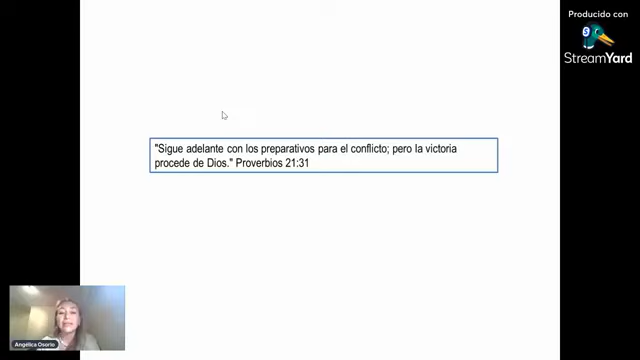 Producido con
StreamYard
"Sigue adelante con los preparativos para el conflicto; pero la victoria
procede de Dios." Proverbios 21:31
Angélica Osorio